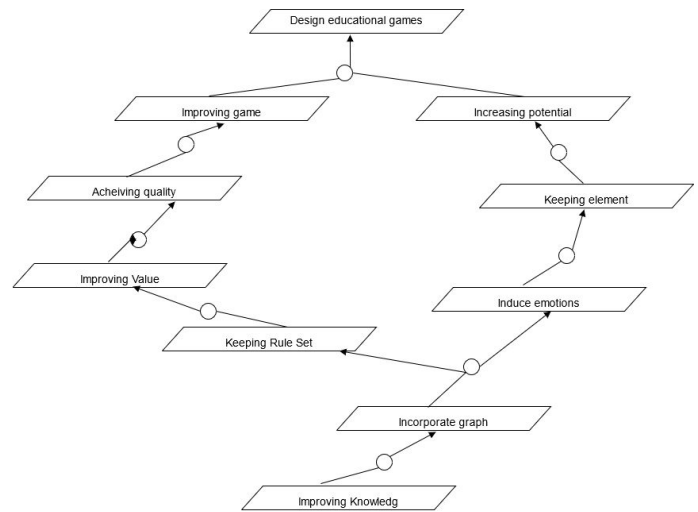 Design educational games
Improving game
Increasing potential
Acheiving quality
Keeping element
Improving Value
Induce emotions
Keeping Rule Set
Incorporate graph
Improving Knowledg